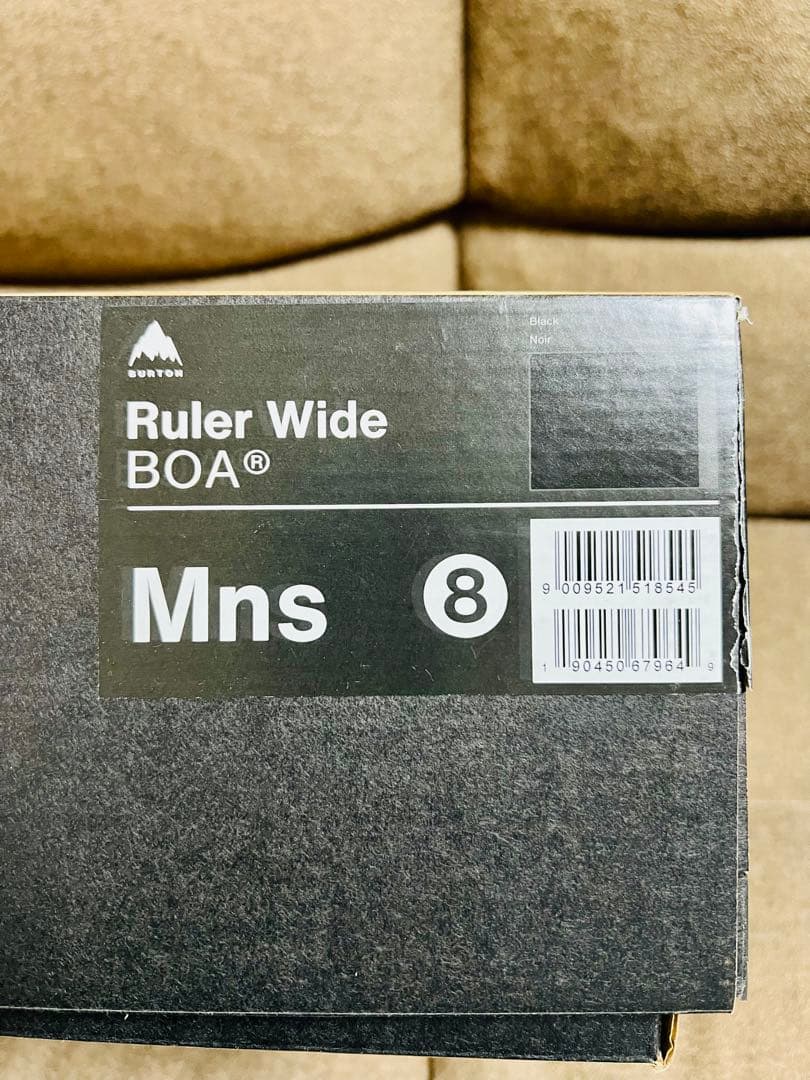 BURTON
Ruler Wide
BOA®
Black
Noir
Mns
8
9 009521 518545
1 90450 67964 9